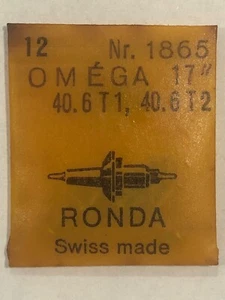 12 Nr. 1865
OMÉGA 17'''
40.6 T1, 40.6 T2
RONDA
Swiss made